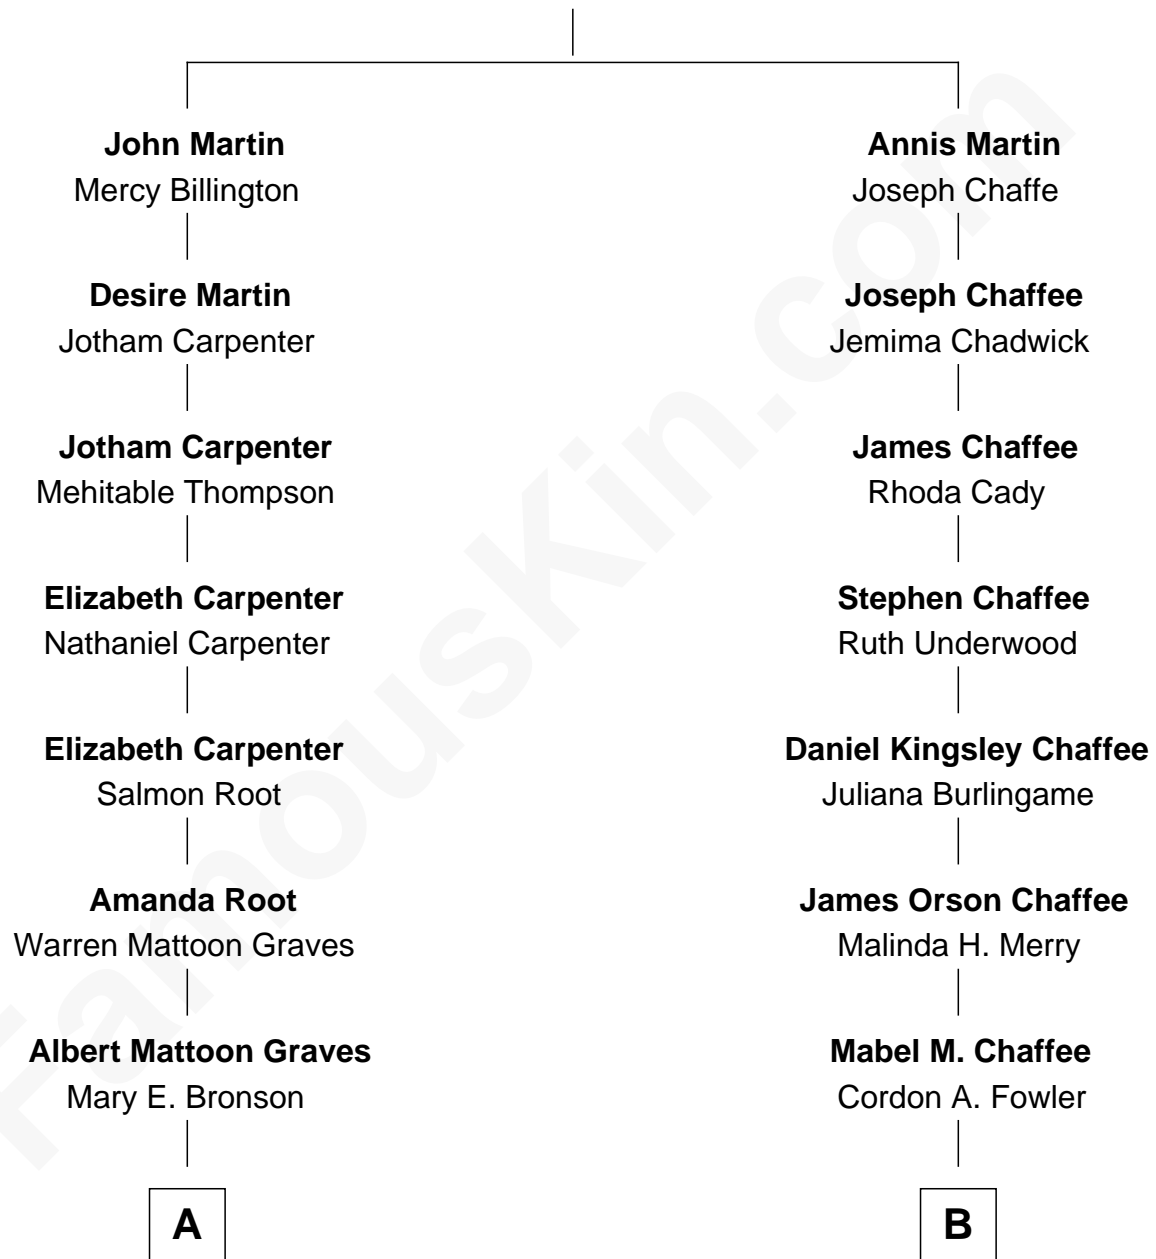 John Martin
Mercy Billington
Annis Martin
Joseph Chaffe
Desire Martin
Jotham Carpenter
Joseph Chaffee
Jemima Chadwick
Jotham Carpenter
Mehitable Thompson
James Chaffee
Rhoda Cady
Elizabeth Carpenter
Nathaniel Carpenter
Stephen Chaffee
Ruth Underwood
Elizabeth Carpenter
Salmon Root
Daniel Kingsley Chaffee
Juliana Burlingame
Amanda Root
Warren Mattoon Graves
James Orson Chaffee
Malinda H. Merry
Albert Mattoon Graves
Mary E. Bronson
Mabel M. Chaffee
Cordon A. Fowler
A
B
FamousKin.com